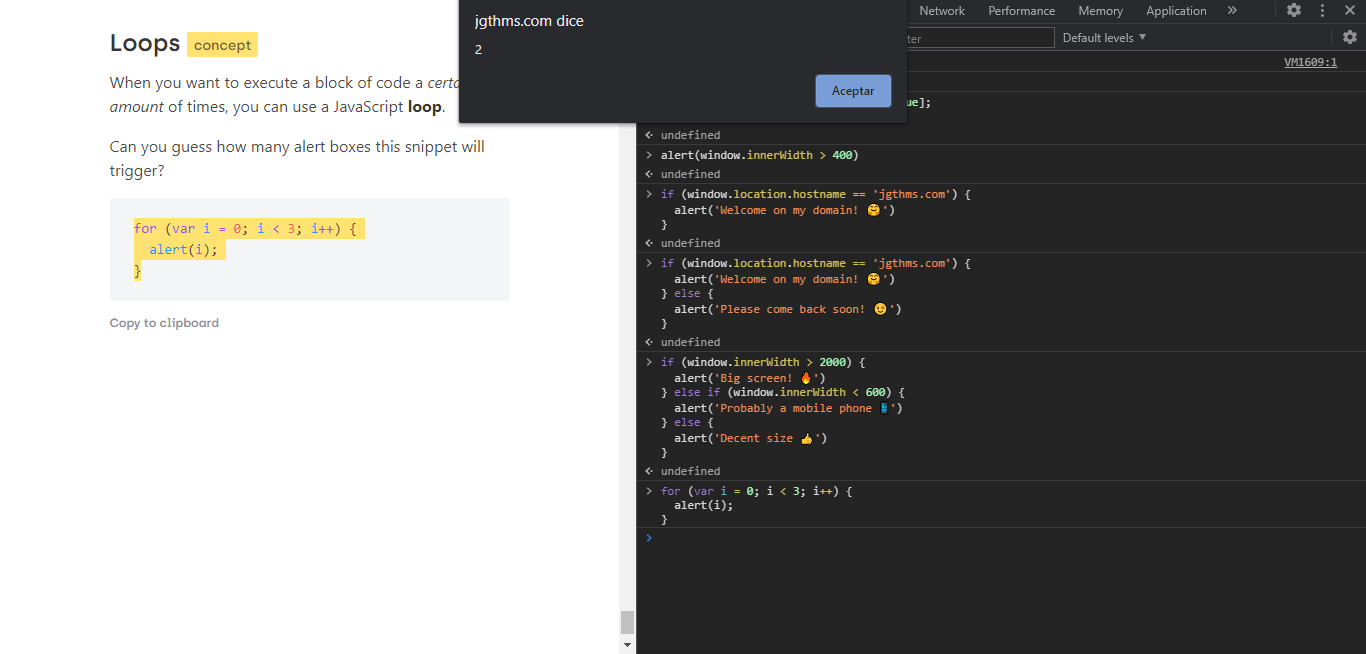 Loops concept
When you want to execute a block of code a
amount of times, you can use a JavaScript loop.
Can you guess how many alert boxes this snippet will
trigger?
for (var i = 0; i < 3; i++) {
alert(i);
}
Copy to clipboard
jgthms.com dice
2
Aceptar
Network Performance Memory Application »
Default levels ▼
VM1609:1
];
undefined
alert(window.innerWidth > 400)
undefined
if (window.location.hostname == 'jgthms.com') {
alert('Welcome on my domain! 🤗')
}
undefined
if (window.location.hostname == 'jgthms.com') {
alert('Welcome on my domain! 🤗')
} else {
alert('Please come back soon! 😉')
}
undefined
if (window.innerWidth > 2000) {
alert('Big screen! 🔥')
} else if (window.innerWidth < 600) {
alert('Probably a mobile phone 📱')
} else {
alert('Decent size 👍')
}
undefined
for (var i = 0; i < 3; i++) {
alert(i);
}